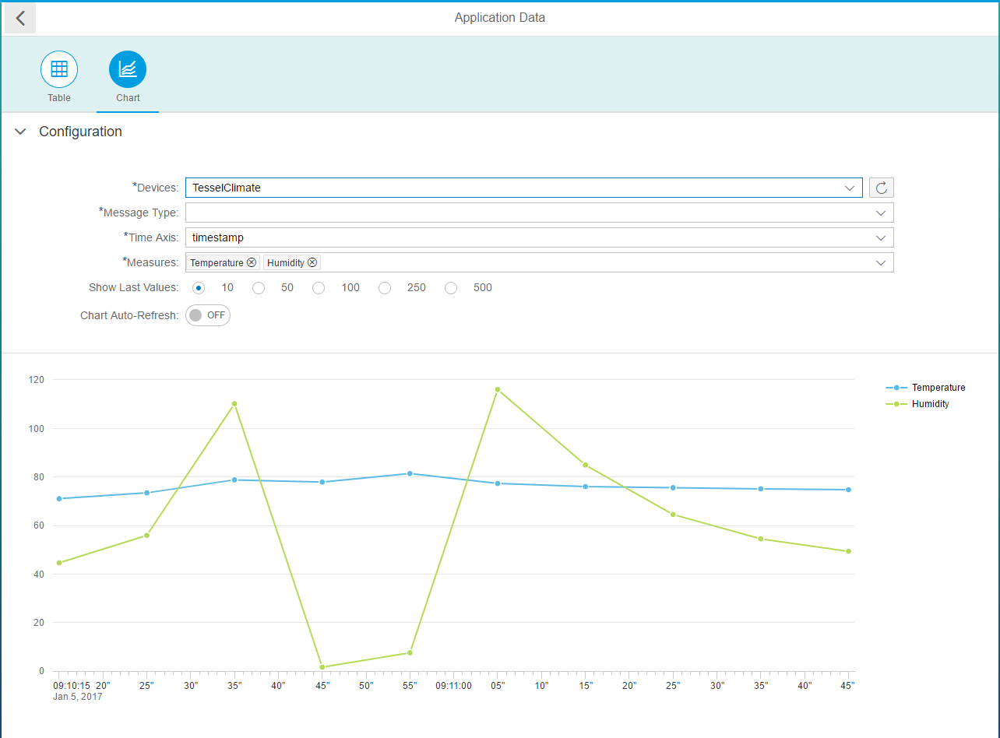 Application Data
Table
Chart
Configuration
*Devices: TesselClimate
*Message Type:
*Time Axis: timestamp
*Measures: Temperature Humidity
Show Last Values: 10 50 100 250 500
Chart Auto-Refresh: OFF
120
100
80
60
40
20
0
Temperature
Humidity
09:10:15 20" 25" 30" 35" 40" 45" 50" 55" 09:11:00 05" 10" 15" 20" 25" 30" 35" 40" 45"
Jan 5, 2017